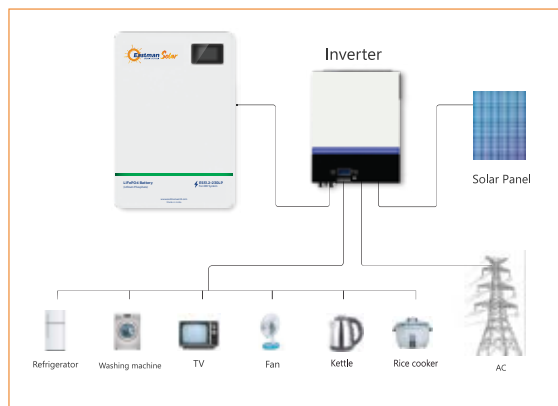 Eastman Solar
Inverter
LiFePO4 Battery
Solar Panel
Refrigerator
Washing machine
TV
Fan
Kettle
Rice cooker
AC